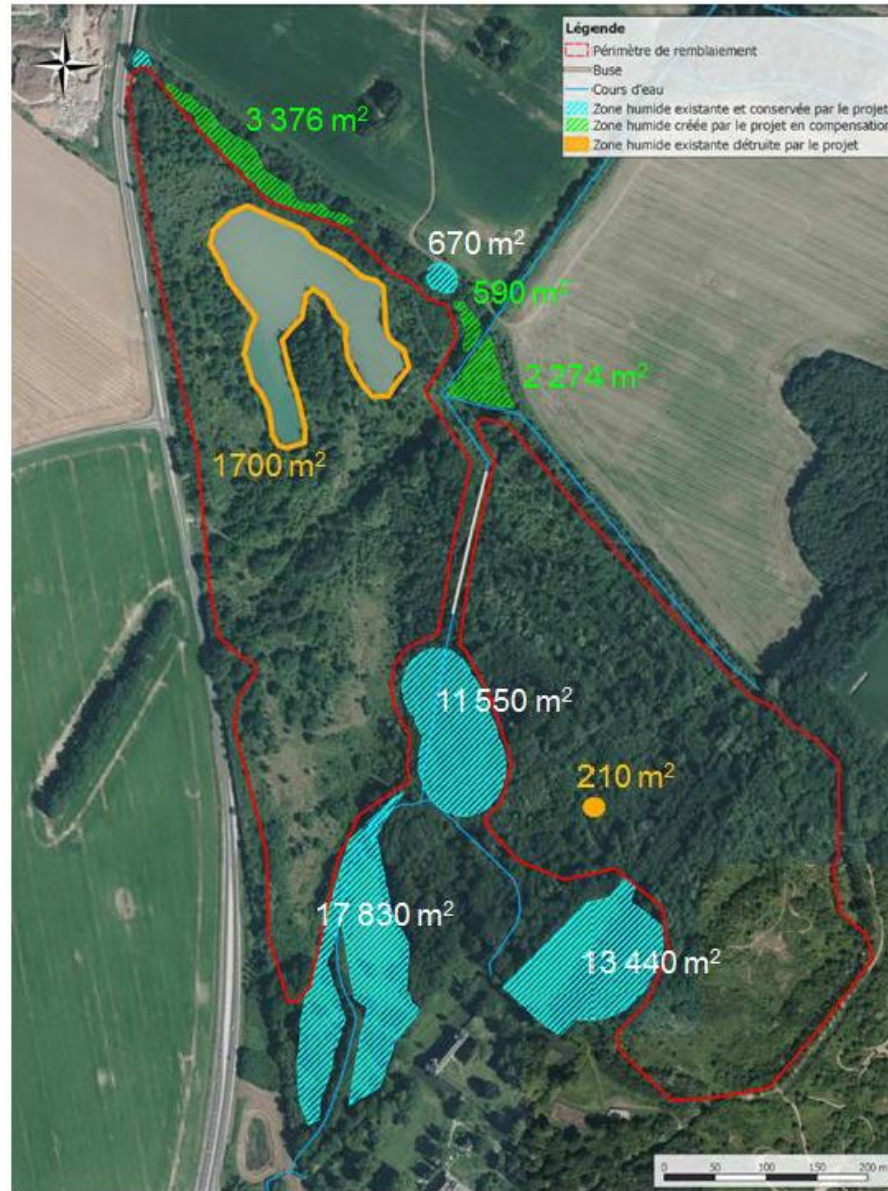 Légende
Périmètre de remblaiement
Buse
Cours d'eau
Zone humide existante et conservée par le projet
Zone humide créée par le projet en compensation
Zone humide existante détruite par le projet
3 376 m²
670 m²
590 m²
2 274 m²
1700 m²
11 550 m²
210 m²
17 830 m²
13 440 m²
0 50 100 150 200 m